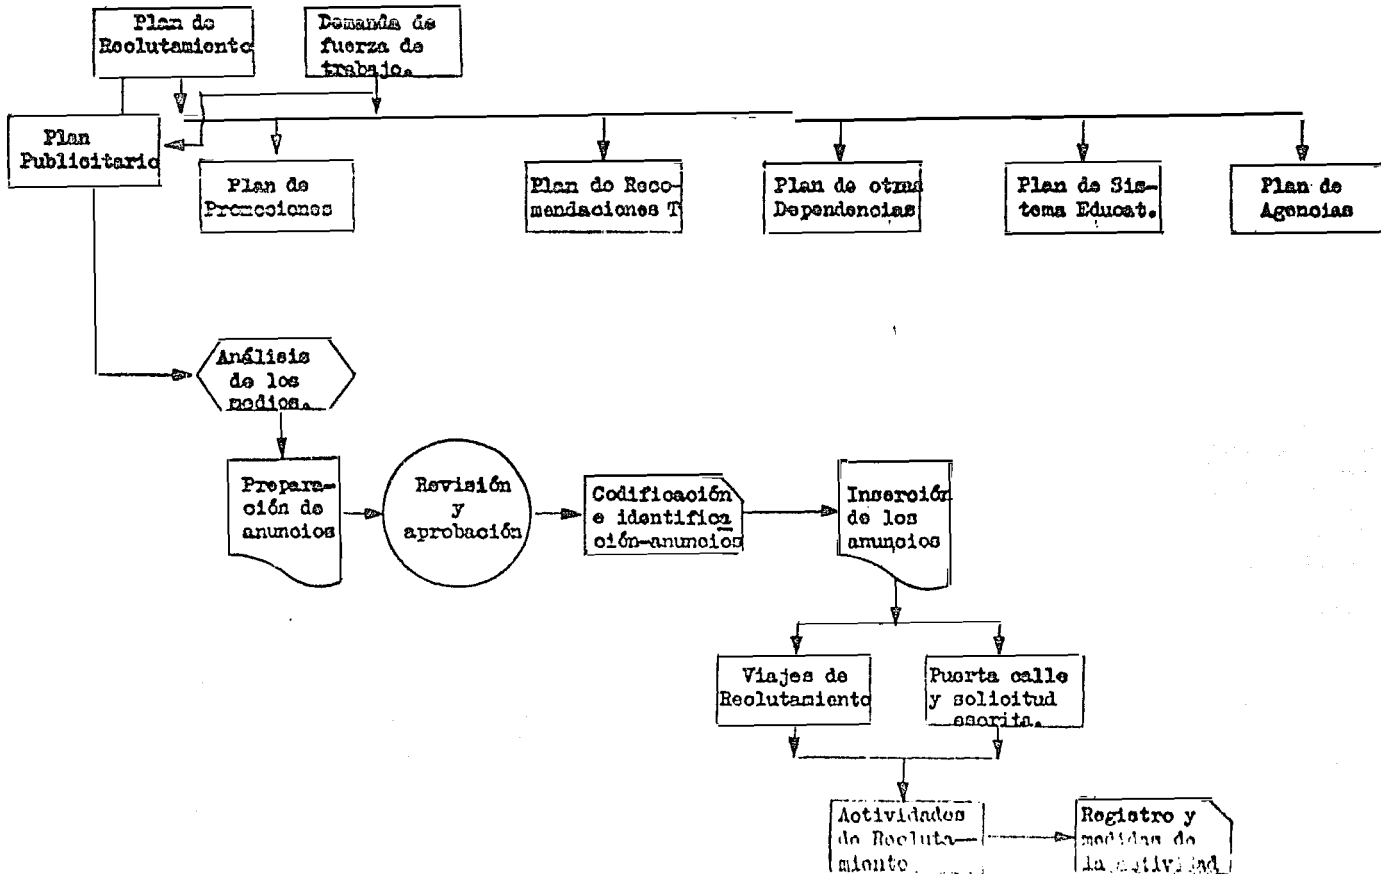 Plan de
Reclutamiento
Demanda de
fuerza de
trabajo.
Plan
Publicitario
Plan de
Promociones
Plan de Reco-
mendaciones T
Plan de otras
Dependencias
Plan de Sis-
tema Educat.
Plan de
Agencias
Análisis
de los
medios.
Prepara-
ción de
anuncios
Revisión
y
aprobación
Codificación
e identifica
ción-anuncios
Inserción
de los
anuncios
Viajes de
Reclutamiento
Puerta calle
y solicitud
escrita.
Actividades
de Recluta-
miento
Registro y
medidas de
la actividad